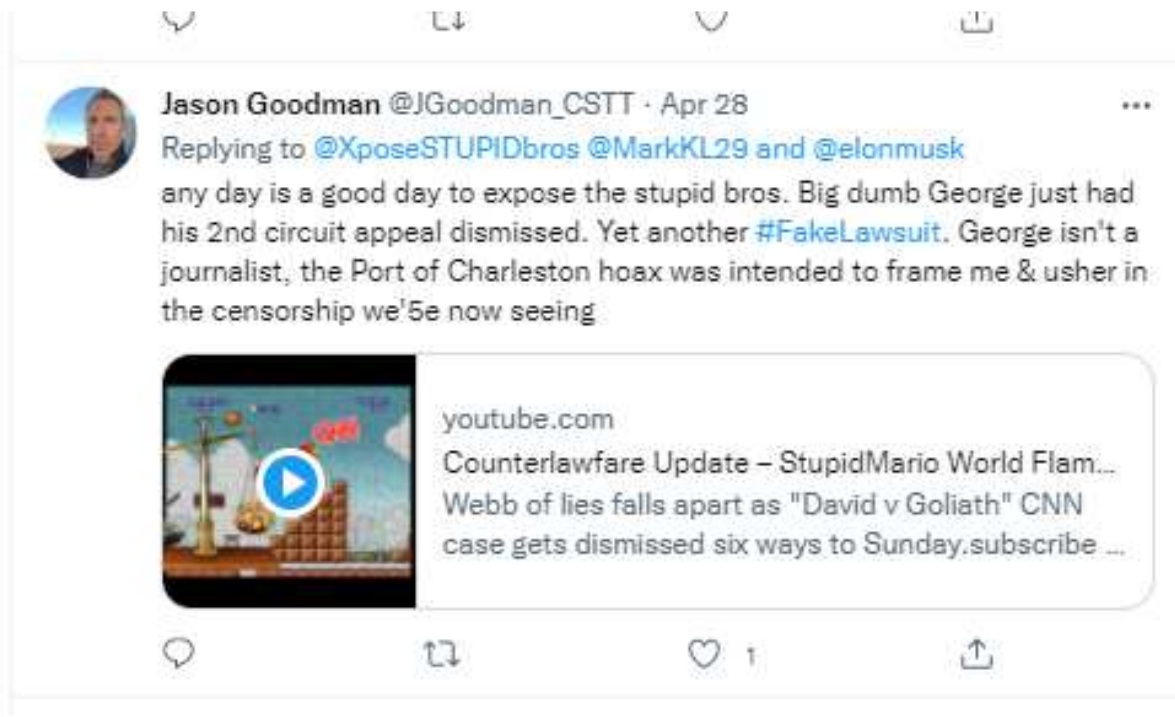 Jason Goodman @JGoodman_CSTT · Apr 28
Replying to @XposeSTUPIDbros @MarkKL29 and @elonmusk
any day is a good day to expose the stupid bros. Big dumb George just had
his 2nd circuit appeal dismissed. Yet another #FakeLawsuit. George isn't a
journalist, the Port of Charleston hoax was intended to frame me & usher in
the censorship we'5e now seeing
youtube.com
Counterlawfare Update – StupidMario World Flam...
Webb of lies falls apart as "David v Goliath" CNN
case gets dismissed six ways to Sunday.subscribe ...
1